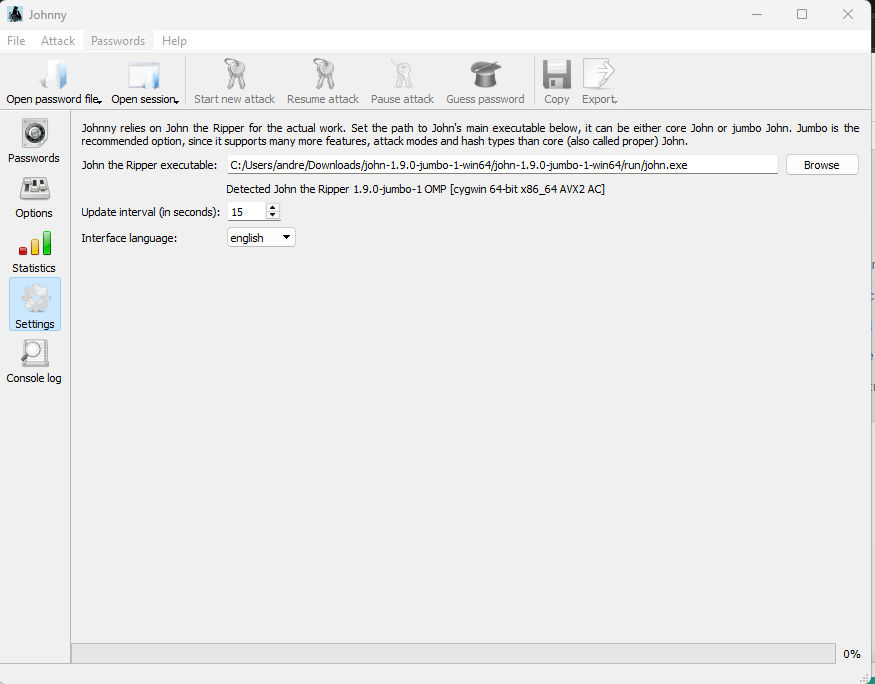 Johnny
File Attack Passwords Help
Open password file Open session Start new attack Resume attack Pause attack Guess password Copy Export
Passwords
Options
Statistics
Settings
Console log
Johnny relies on John the Ripper for the actual work. Set the path to John's main executable below, it can be either core John or jumbo John. Jumbo is the
recommended option, since it supports many more features, attack modes and hash types than core (also called proper) John.
John the Ripper executable: C:/Users/andre/Downloads/john-1.9.0-jumbo-1-win64/john-1.9.0-jumbo-1-win64/run/john.exe Browse
Detected John the Ripper 1.9.0-jumbo-1 OMP [cygwin 64-bit x86_64 AVX2 AC]
Update interval (in seconds): 15
Interface language: english
0%